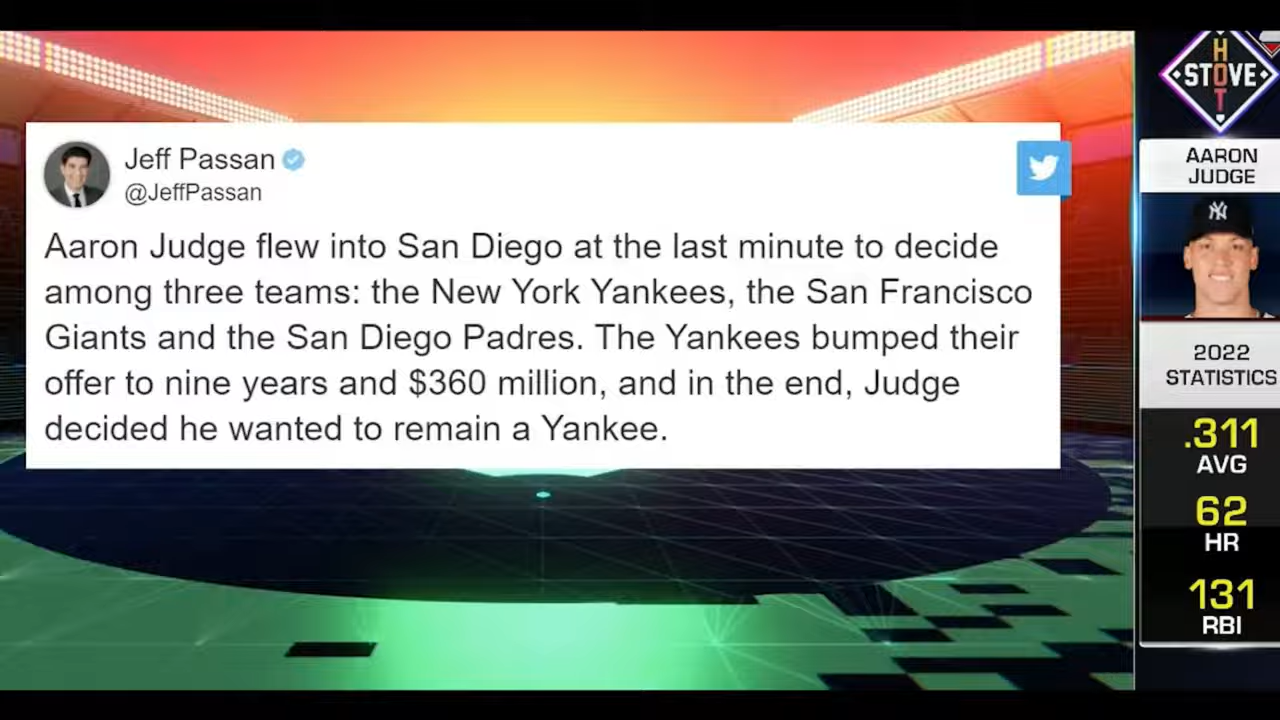 Jeff Passan
@JeffPassan
Aaron Judge flew into San Diego at the last minute to decide
among three teams: the New York Yankees, the San Francisco
Giants and the San Diego Padres. The Yankees bumped their
offer to nine years and $360 million, and in the end, Judge
decided he wanted to remain a Yankee.
HOT
STOVE
AARON
JUDGE
NY
2022
STATISTICS
.311
AVG
62
HR
131
RBI